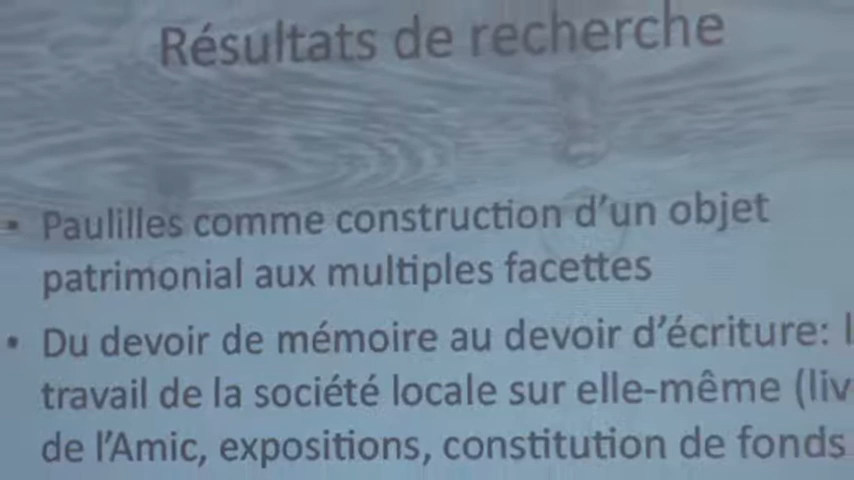 Résultats de recherche
• Paulilles comme construction d'un objet
patrimonial aux multiples facettes
• Du devoir de mémoire au devoir d'écriture:
travail de la société locale sur elle-même
de l'Amic, expositions, constitution de fonds